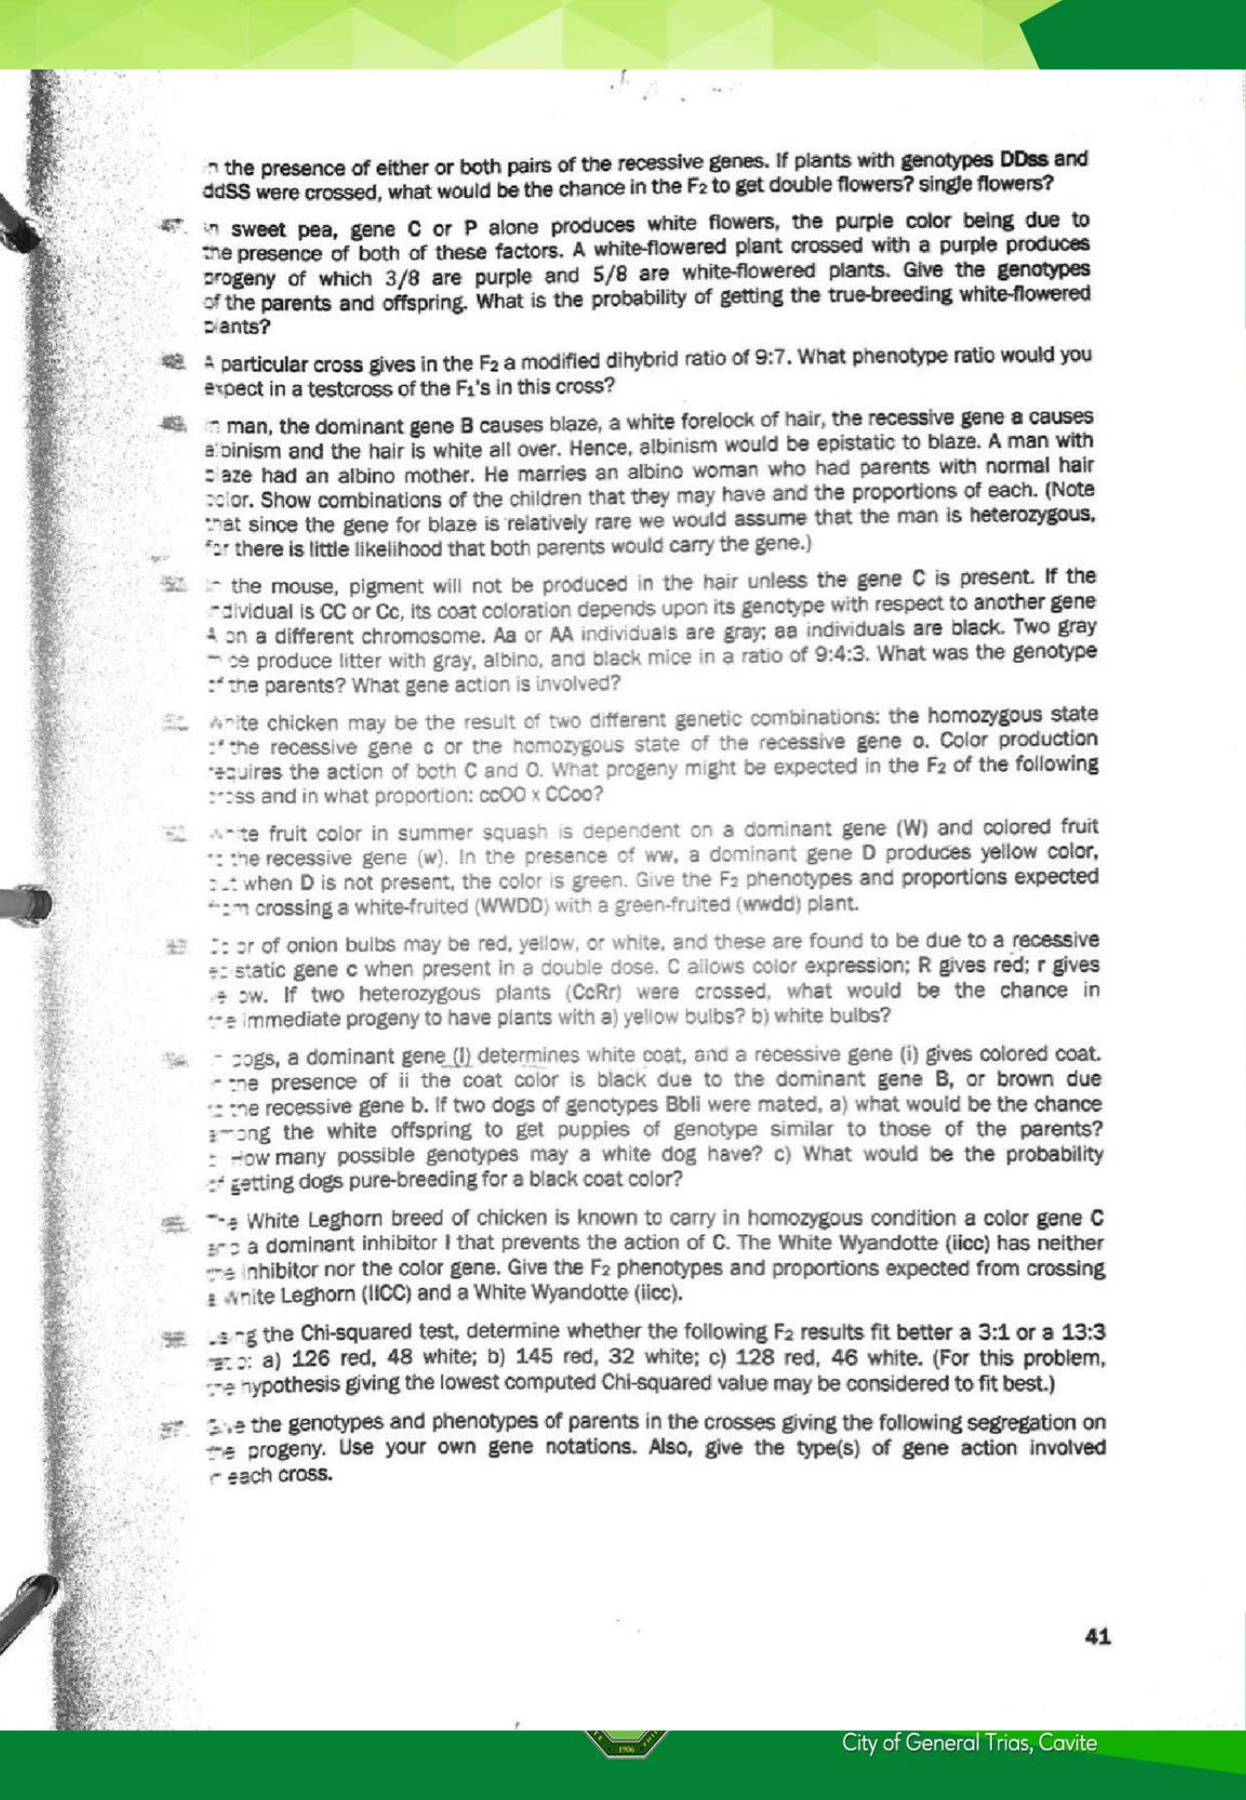 the presence of either or both pairs of the recessive genes. If plants with genotypes DDss and
ddSS were crossed, what would be the chance in the F2 to get double flowers? single flowers?
47. in sweet pea, gene C or P alone produces white flowers, the purple color being due to
the presence of both of these factors. A white-flowered plant crossed with a purple produces
progeny of which 3/8 are purple and 5/8 are white-flowered plants. Give the genotypes
of the parents and offspring. What is the probability of getting the true-breeding white-flowered
plants?
48. A particular cross gives in the F2 a modified dihybrid ratio of 9:7. What phenotype ratio would you
expect in a testcross of the F1's in this cross?
man, the dominant gene B causes blaze, a white forelock of hair, the recessive gene a causes
albinism and the hair is white all over. Hence, albinism would be epistatic to blaze. A man with
blaze had an albino mother. He marries an albino woman who had parents with normal hair
color. Show combinations of the children that they may have and the proportions of each. (Note
that since the gene for blaze is relatively rare we would assume that the man is heterozygous,
for there is little likelihood that both parents would carry the gene.)
the mouse, pigment will not be produced in the hair unless the gene C is present. If the
individual is CC or Cc, its coat coloration depends upon its genotype with respect to another gene
A on a different chromosome. Aa or AA individuals are gray; aa individuals are black. Two gray
mice produce litter with gray, albino, and black mice in a ratio of 9:4:3. What was the genotype
of the parents? What gene action is involved?
White chicken may be the result of two different genetic combinations: the homozygous state
of the recessive gene c or the homozygous state of the recessive gene o. Color production
requires the action of both C and O. What progeny might be expected in the F2 of the following
cross and in what proportion: ccOO x CCoo?
White fruit color in summer squash is dependent on a dominant gene (W) and colored fruit
to the recessive gene (w). In the presence of ww, a dominant gene D produces yellow color,
but when D is not present, the color is green. Give the F2 phenotypes and proportions expected
from crossing a white-fruited (WWDD) with a green-fruited (wwdd) plant.
Color of onion bulbs may be red, yellow, or white, and these are found to be due to a recessive
epistatic gene c when present in a double dose. C allows color expression; R gives red; r gives
yellow. If two heterozygous plants (CcRr) were crossed, what would be the chance in
the immediate progeny to have plants with a) yellow bulbs? b) white bulbs?
dogs, a dominant gene (I) determines white coat, and a recessive gene (i) gives colored coat.
the presence of ii the coat color is black due to the dominant gene B, or brown due
to the recessive gene b. If two dogs of genotypes BbIi were mated, a) what would be the chance
among the white offspring to get puppies of genotype similar to those of the parents?
How many possible genotypes may a white dog have? c) What would be the probability
of getting dogs pure-breeding for a black coat color?
The White Leghorn breed of chicken is known to carry in homozygous condition a color gene C
and a dominant inhibitor I that prevents the action of C. The White Wyandotte (iicc) has neither
the inhibitor nor the color gene. Give the F2 phenotypes and proportions expected from crossing
a White Leghorn (IICC) and a White Wyandotte (iicc).
Using the Chi-squared test, determine whether the following F2 results fit better a 3:1 or a 13:3
ratio: a) 126 red, 48 white; b) 145 red, 32 white; c) 128 red, 46 white. (For this problem,
the hypothesis giving the lowest computed Chi-squared value may be considered to fit best.)
Give the genotypes and phenotypes of parents in the crosses giving the following segregation on
the progeny. Use your own gene notations. Also, give the type(s) of gene action involved
each cross.
41
1906
City of General Trias, Cavite